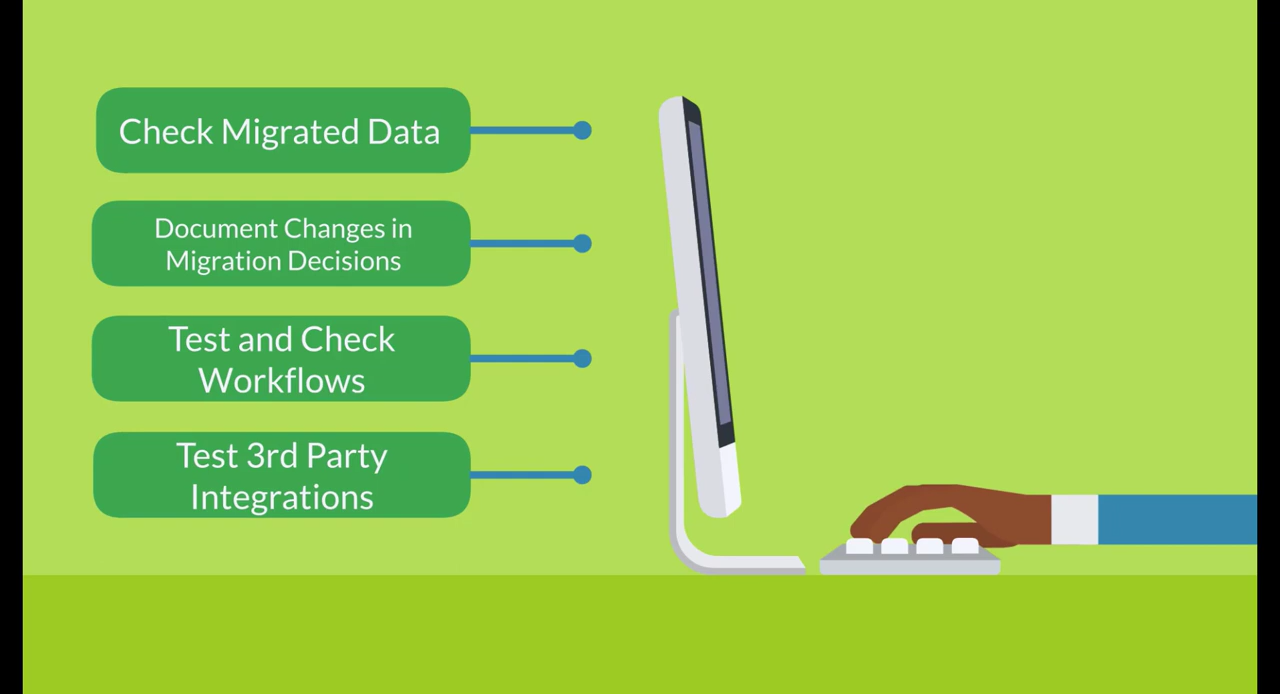 Check Migrated Data
Document Changes in
Migration Decisions
Test and Check
Workflows
Test 3rd Party
Integrations